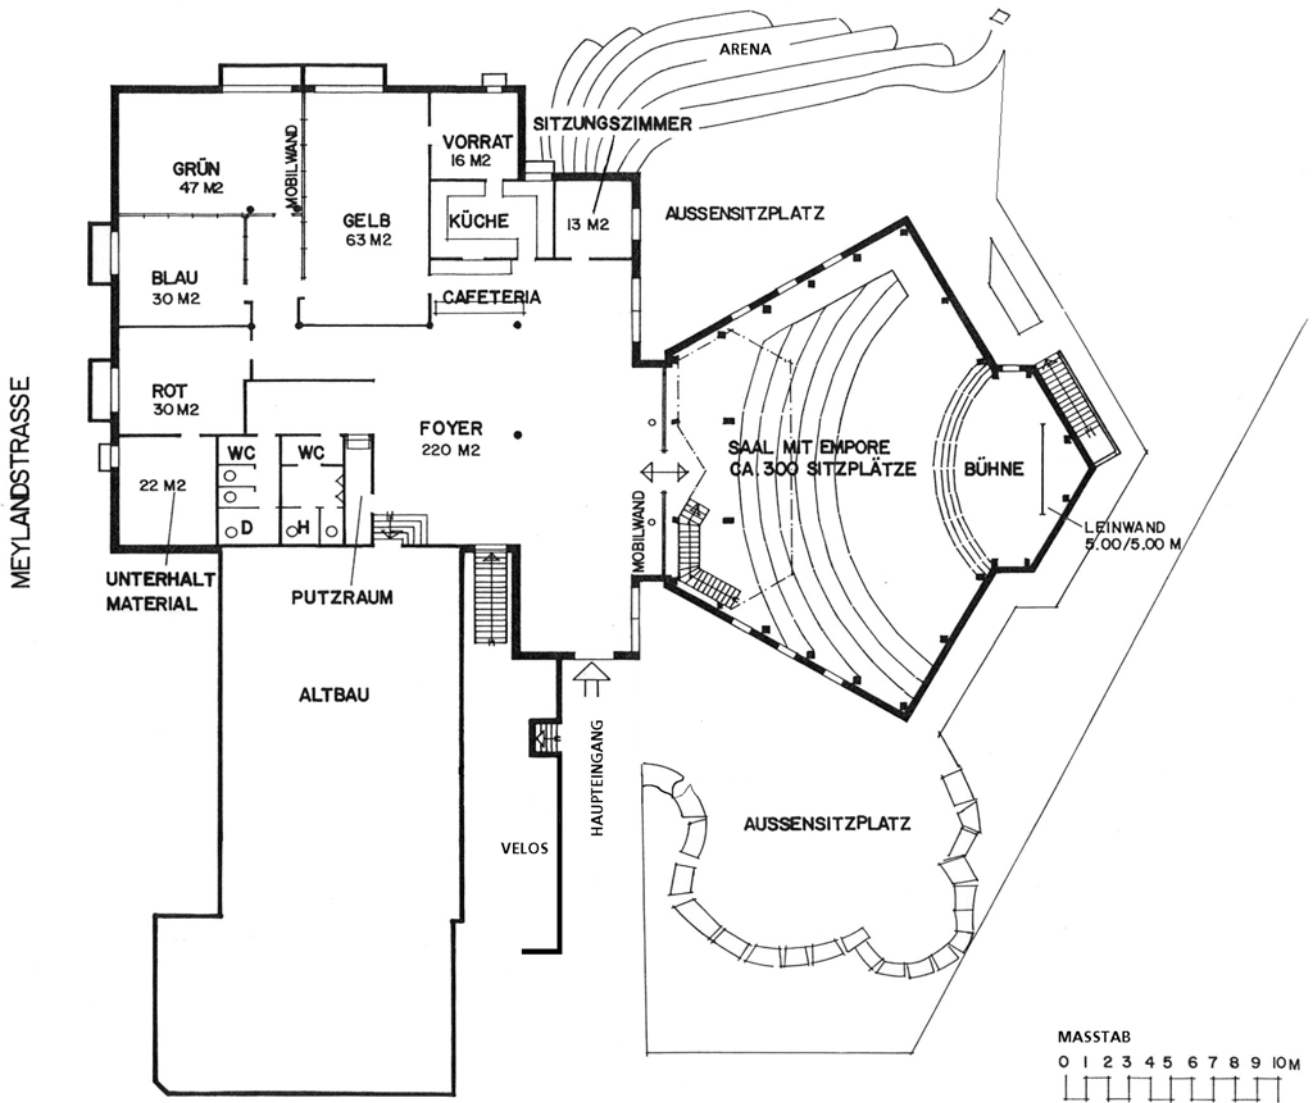 ARENA
SITZUNGSZIMMER
VORRAT
16 M2
MOBILWAND
GRÜN
47 M2
GELB
63 M2
KÜCHE
13 M2
AUSSENSITZPLATZ
BLAU
30 M2
CAFETERIA
ROT
30 M2
MEYLANDSTRASSE
FOYER
220 M2
SAAL MIT EMPORE
CA. 300 SITZPLÄTZE
BÜHNE
WC
WC
22 M2
D
H
MOBILWAND
LEINWAND
5.00/5.00 M
UNTERHALT
MATERIAL
PUTZRAUM
ALTBAU
HAUPTEINGANG
VELOS
AUSSENSITZPLATZ
MASSTAB
0 1 2 3 4 5 6 7 8 9 10 M